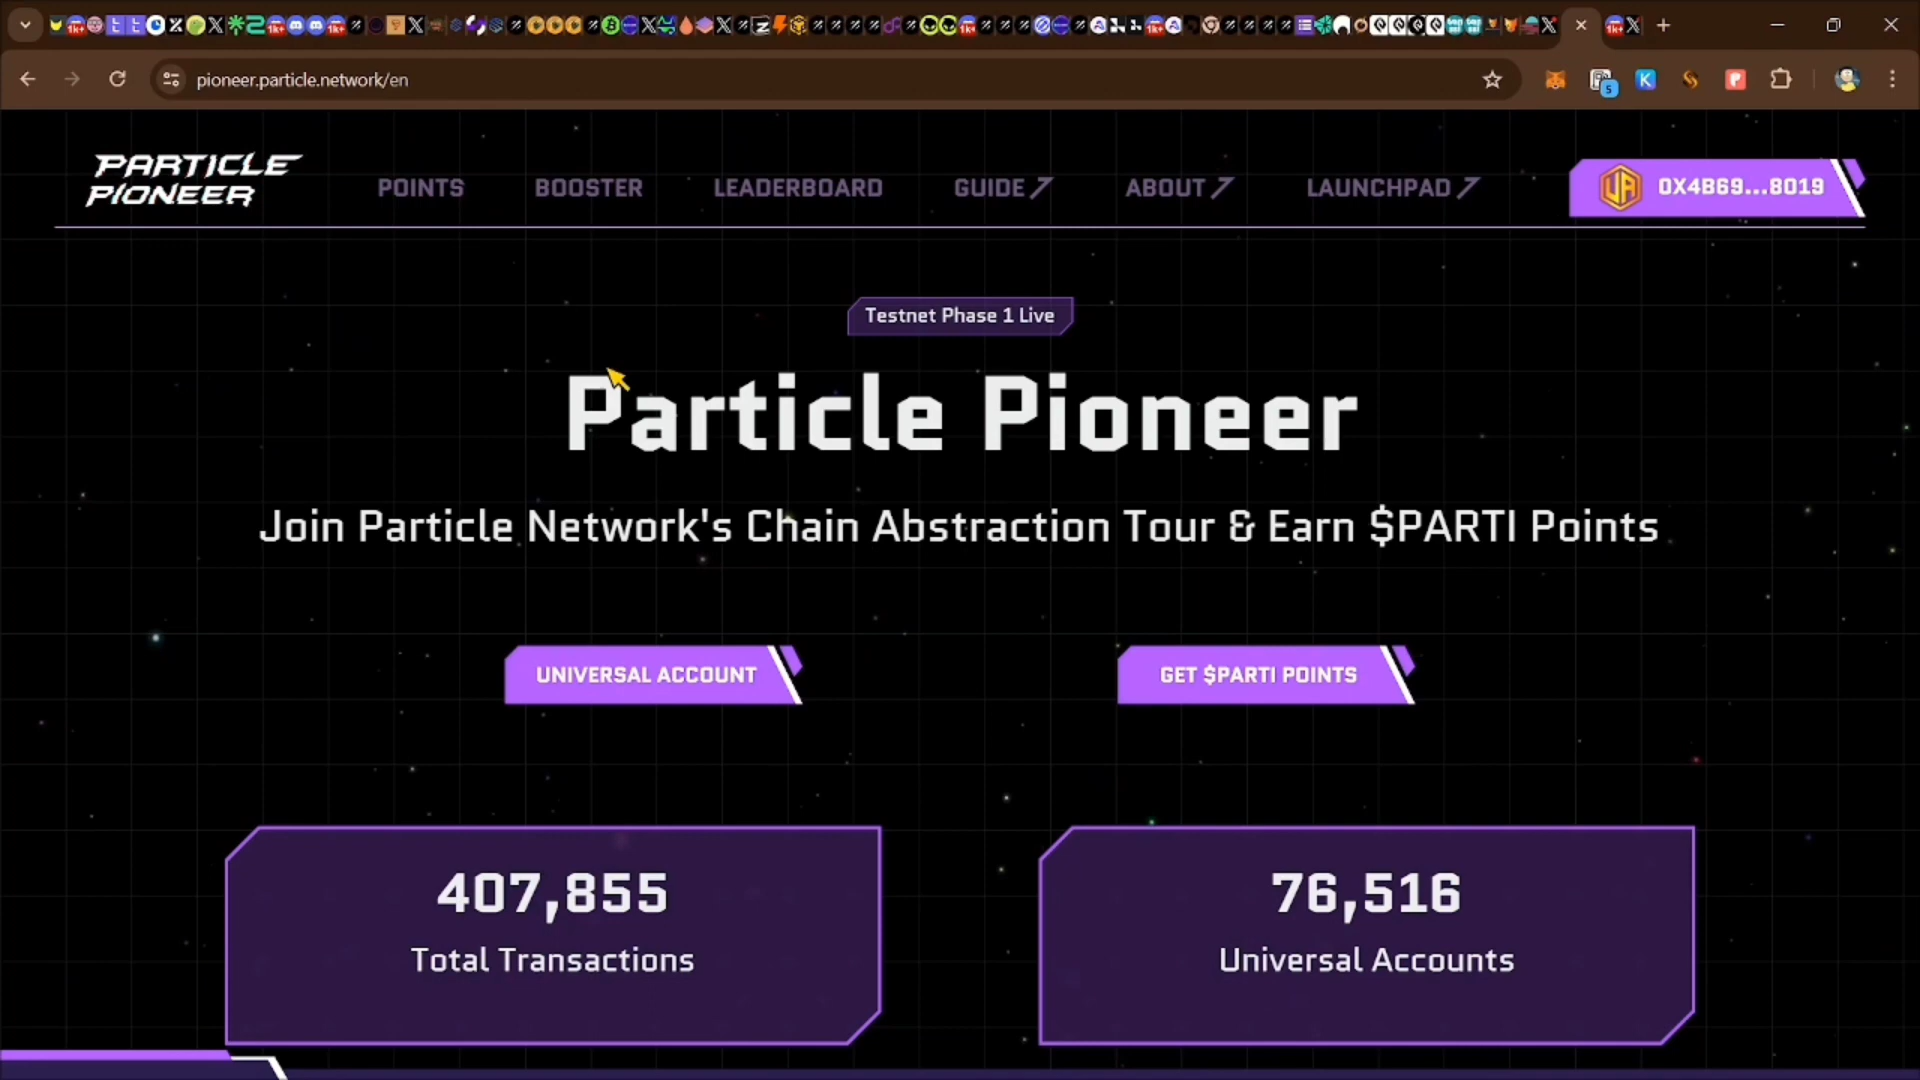 pioneer.particle.network/en
PARTICLE
PIONEER
POINTS
BOOSTER
LEADERBOARD
GUIDE
ABOUT
LAUNCHPAD
UA
0X4B69...8019
Testnet Phase 1 Live
Particle Pioneer
Join Particle Network's Chain Abstraction Tour & Earn $PARTI Points
UNIVERSAL ACCOUNT
GET $PARTI POINTS
407,855
Total Transactions
76,516
Universal Accounts